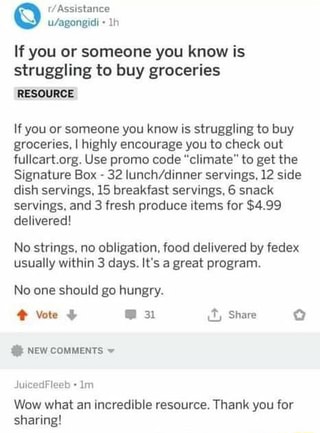 r/Assistance
u/agongidi • 1h
If you or someone you know is
struggling to buy groceries
RESOURCE
If you or someone you know is struggling to buy
groceries, I highly encourage you to check out
fullcart.org. Use promo code "climate" to get the
Signature Box - 32 lunch/dinner servings, 12 side
dish servings, 15 breakfast servings, 6 snack
servings, and 3 fresh produce items for $4.99
delivered!
No strings, no obligation, food delivered by fedex
usually within 3 days. It's a great program.
No one should go hungry.
Vote 31 Share
NEW COMMENTS
JuicedFleeb • 1m
Wow what an incredible resource. Thank you for
sharing!